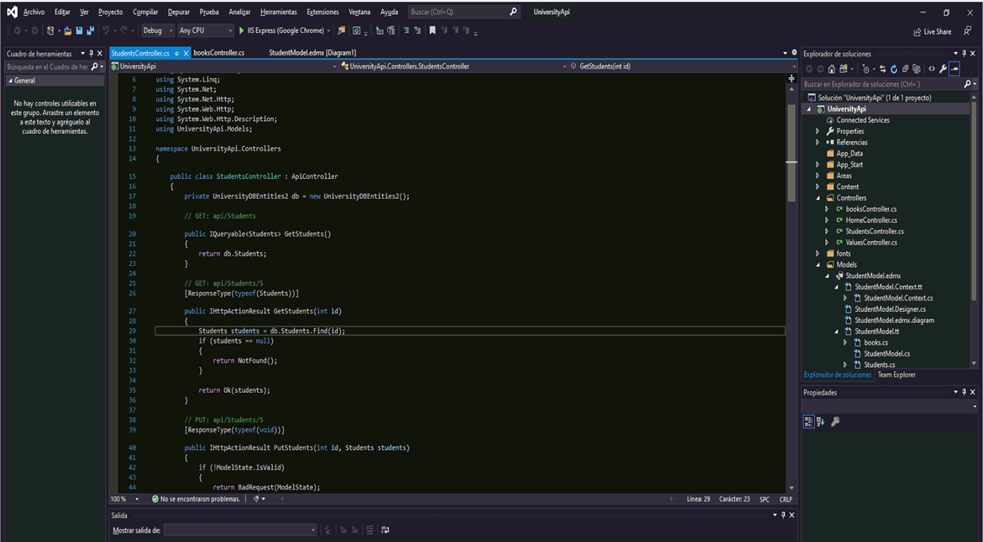 Archivo Editar Ver Proyecto Compilar Depurar Prueba Analizar Herramientas Extensiones Ventana Ayuda Buscar (Ctrl+Q) UniversityApi
Debug Any CPU IIS Express (Google Chrome) Live Share
Cuadro de herramientas
Búsqueda en el Cuadro de her
General
No hay controles utilizables en
este grupo. Arrastre un elemento
a este texto y agréguelo al
cuadro de herramientas.
StudentsController.cs booksController.cs StudentModel.edmx [Diagram1]
UniversityApi UniversityApi.Controllers.StudentsController GetStudents(int id)
7 using System.Linq;
using System.Net;
8 using System.Net.Http;
9 using System.Web.Http;
10 using System.Web.Http.Description;
11 using UniversityApi.Models;
12
13 namespace UniversityApi.Controllers
14 {
15 public class StudentsController : ApiController
16 {
17 private UniversityDBEntities2 db = new UniversityDBEntities2();
18
19 // GET: api/Students
20 public IQueryable<Students> GetStudents()
21 {
22 return db.Students;
23 }
24
25 // GET: api/Students/5
26 [ResponseType(typeof(Students))]
27 public IHttpActionResult GetStudents(int id)
28 {
29 Students students = db.Students.Find(id);
30 if (students == null)
31 {
32 return NotFound();
33 }
34
35 return Ok(students);
36 }
37
38 // PUT: api/Students/5
39 [ResponseType(typeof(void))]
40 public IHttpActionResult PutStudents(int id, Students students)
41 {
42 if (!ModelState.IsValid)
43 {
44 return BadRequest(ModelState);
100 % No se encontraron problemas. Línea: 29 Carácter: 23 SPC CRLF
Salida
Mostrar salida de:
Explorador de soluciones
Buscar en Explorador de soluciones (Ctrl+´)
Solución "UniversityApi" (1 de 1 proyecto)
UniversityApi
Connected Services
Properties
Referencias
App_Data
App_Start
Areas
Content
Controllers
C# booksController.cs
C# HomeController.cs
C# StudentsController.cs
C# ValuesController.cs
fonts
Models
StudentModel.edmx
StudentModel.Context.tt
StudentModel.Context.cs
StudentModel.Designer.cs
StudentModel.edmx.diagram
StudentModel.tt
books.cs
StudentModel.cs
Students.cs
Explorador de soluciones Team Explorer
Propiedades